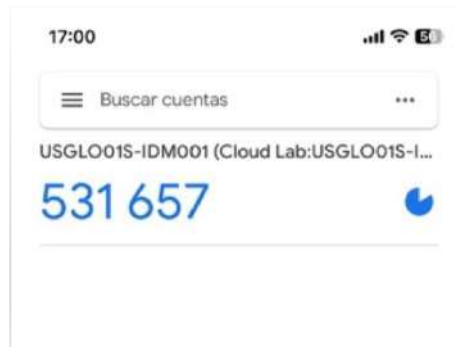 17:00
Buscar cuentas
USGLO01S-IDM001 (Cloud Lab:USGLO01S-I...
531 657